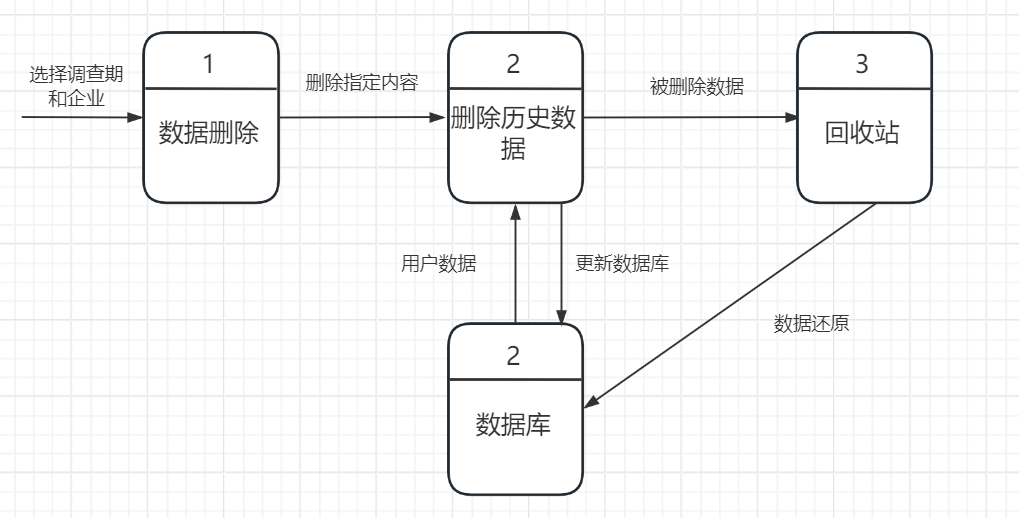 1
2
3
选择调查期
和企业
删除指定内容
被删除数据
数据删除
删除历史数
据
回收站
用户数据
更新数据库
数据还原
2
数据库